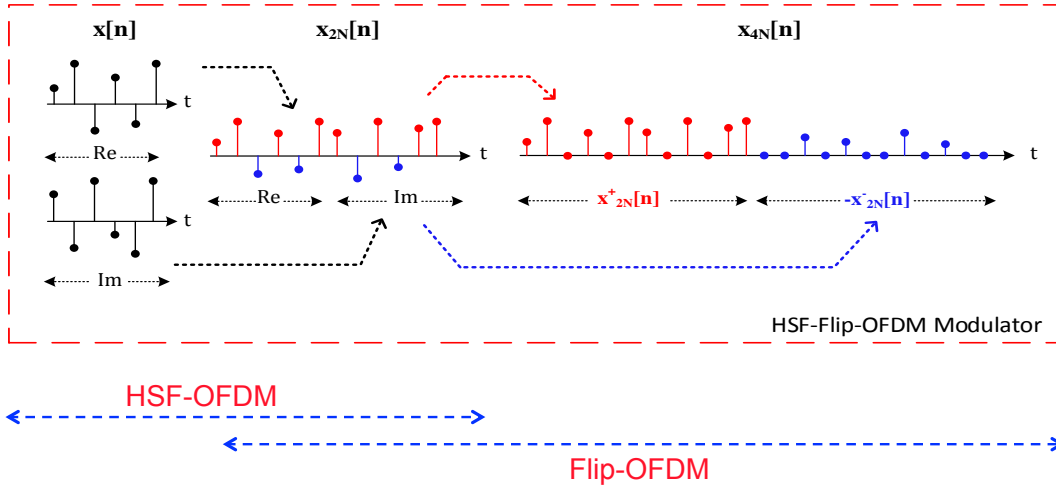 x[n]
x2N[n]
x4N[n]
t
Re
t
Im
t
Re
Im
t
x+2N[n]
-x-2N[n]
HSF-Flip-OFDM Modulator
HSF-OFDM
Flip-OFDM